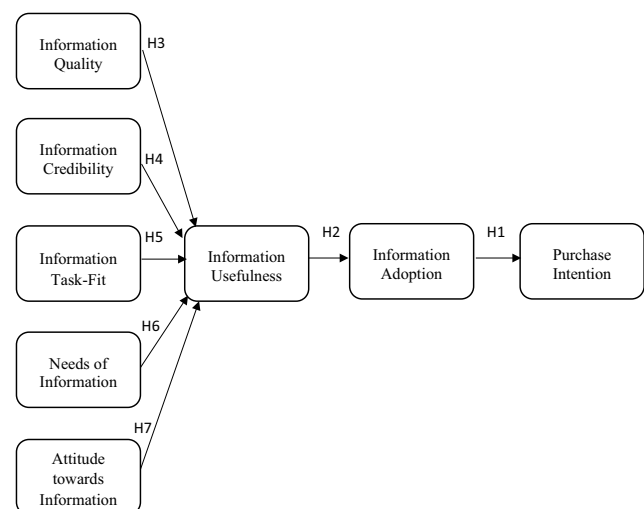 Information
Quality
H3
Information
Credibility
H4
Information
Task-Fit
H5
Needs of
Information
H6
Attitude
towards
Information
H7
Information
Usefulness
H2
Information
Adoption
H1
Purchase
Intention